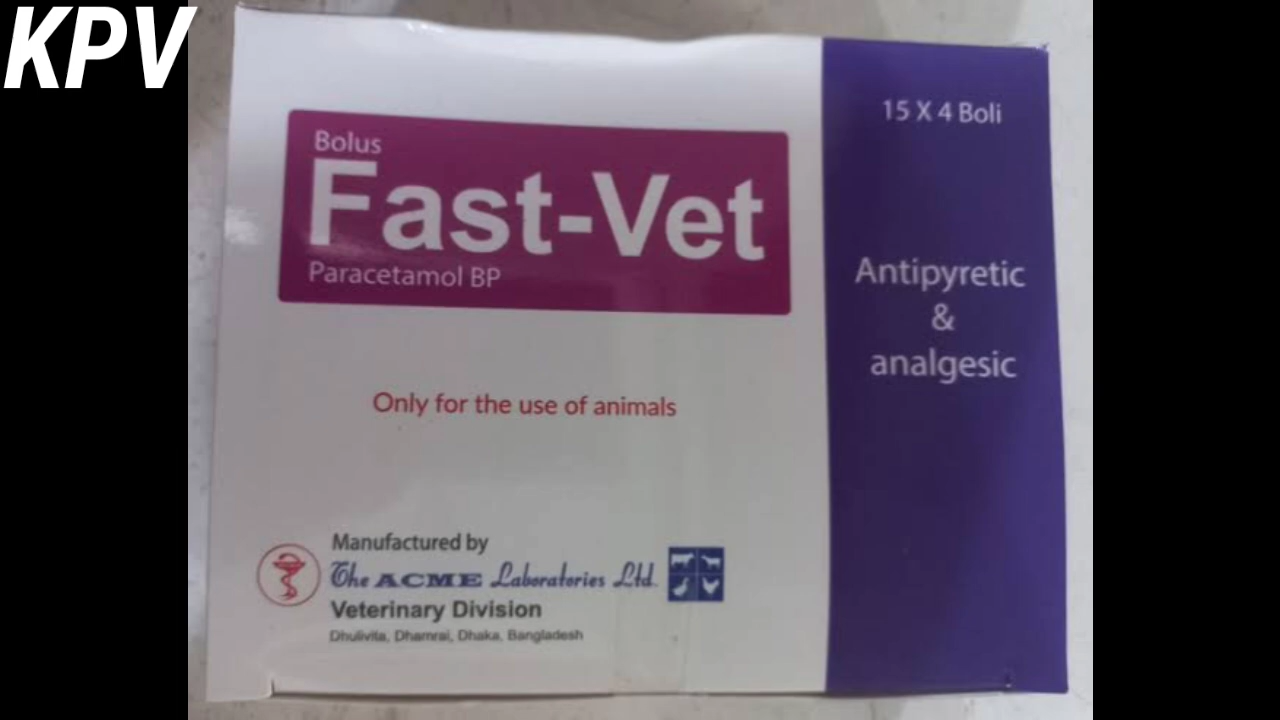 KPV
15 X 4 Boli
Bolus
Fast-Vet
Paracetamol BP
Antipyretic
&
analgesic
Only for the use of animals
Manufactured by
The ACME Laboratories Ltd.
Veterinary Division
Dhulivita, Dhamrai, Dhaka, Bangladesh